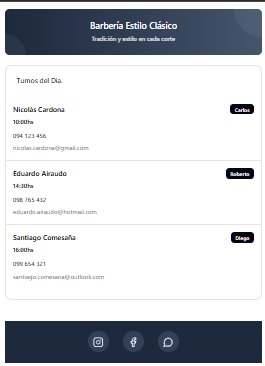 Barbería Estilo Clásico
Tradición y estilo en cada corte
Turnos del Dia.
Nicolás Cardona
Carlos
10:00hs
094 123 456
nicolas.cardona@gmail.com
Eduardo Airaudo
Roberto
14:30hs
098 765 432
eduardo.airaudo@hotmail.com
Santiago Comesaña
Diego
16:00hs
099 654 321
santiago.comesana@outlook.com